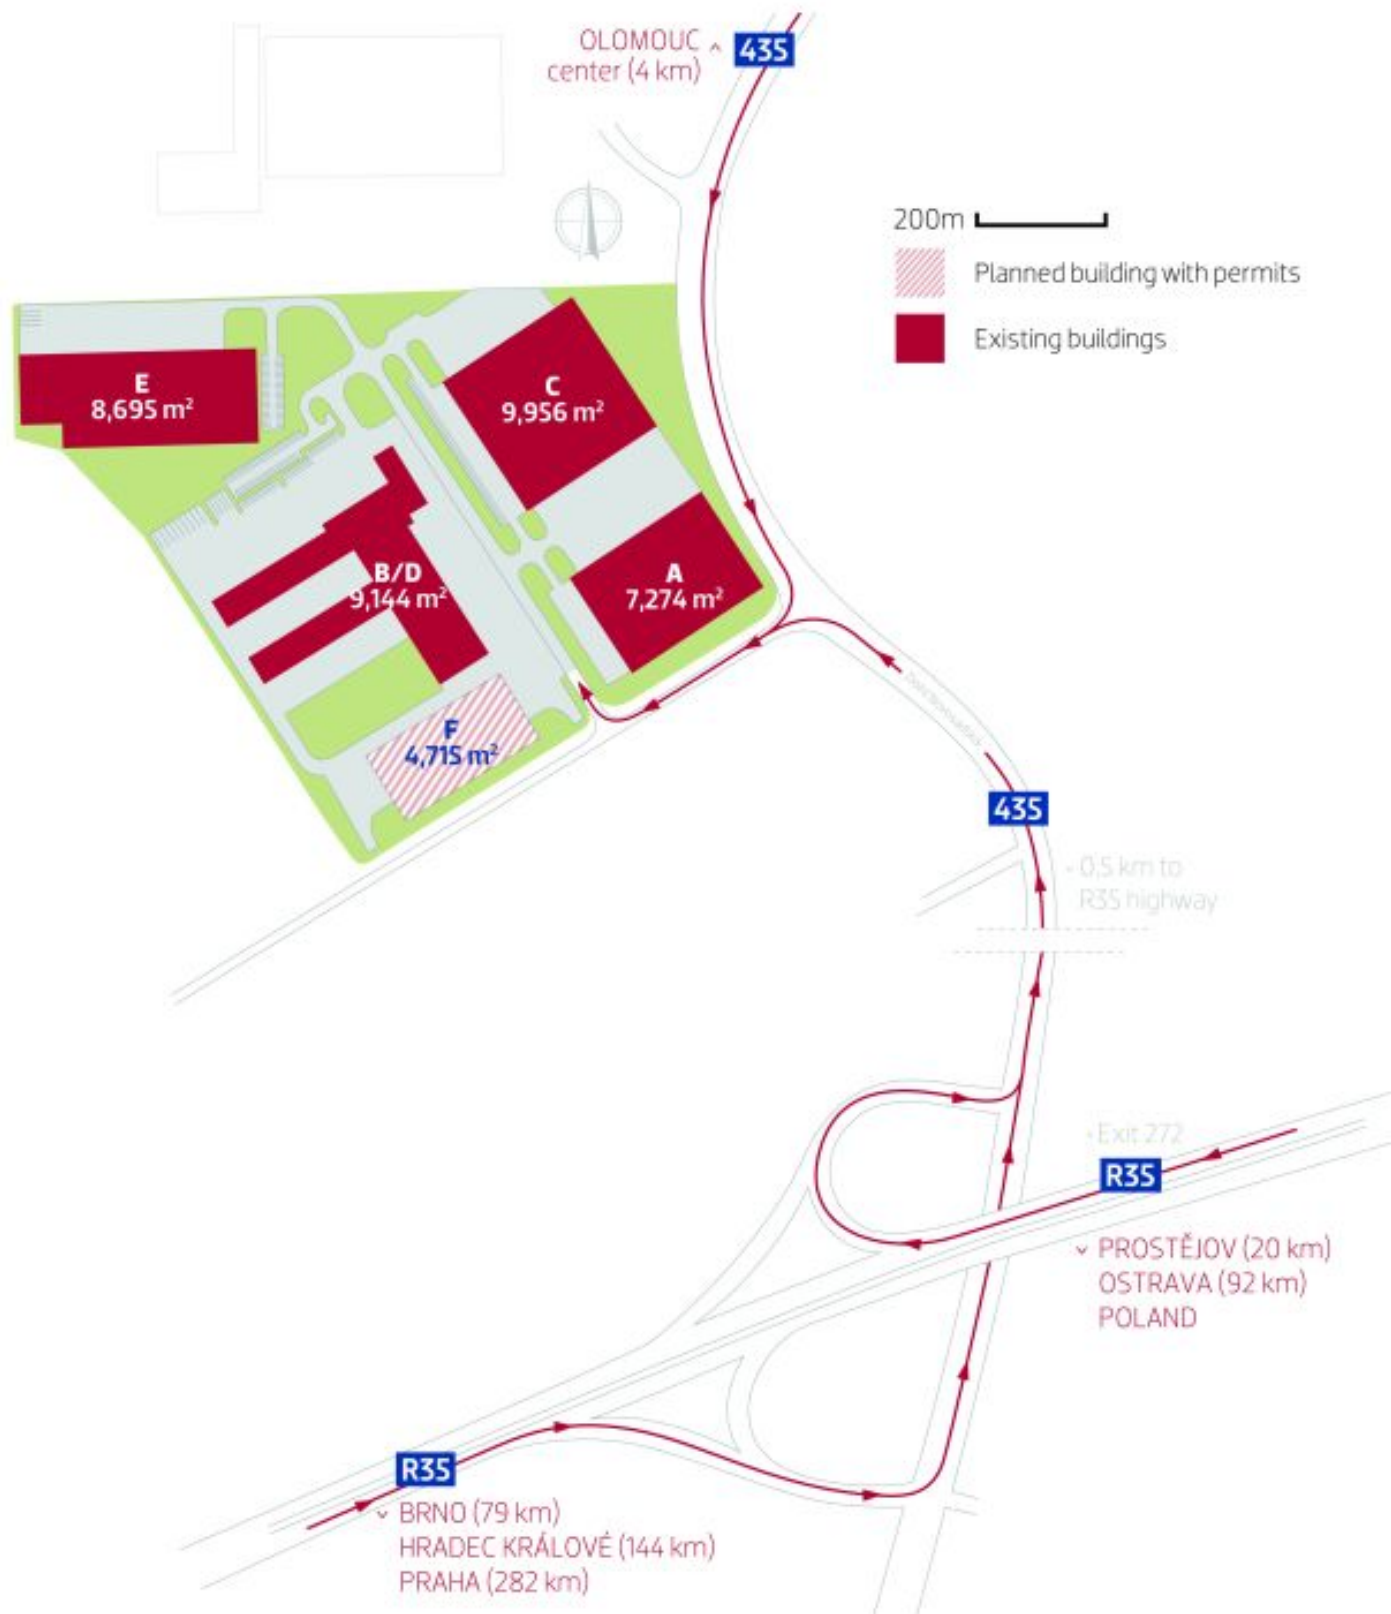 OLOMOUC
center (4 km)
435
200m
Planned building with permits
Existing buildings
E
8,695 m²
C
9,956 m²
B/D
9,144 m²
A
7,274 m²
F
4,715 m²
435
- 0,5 km to
R35 highway
- Exit 272
R35
PROSTĚJOV (20 km)
OSTRAVA (92 km)
POLAND
R35
BRNO (79 km)
HRADEC KRÁLOVÉ (144 km)
PRAHA (282 km)